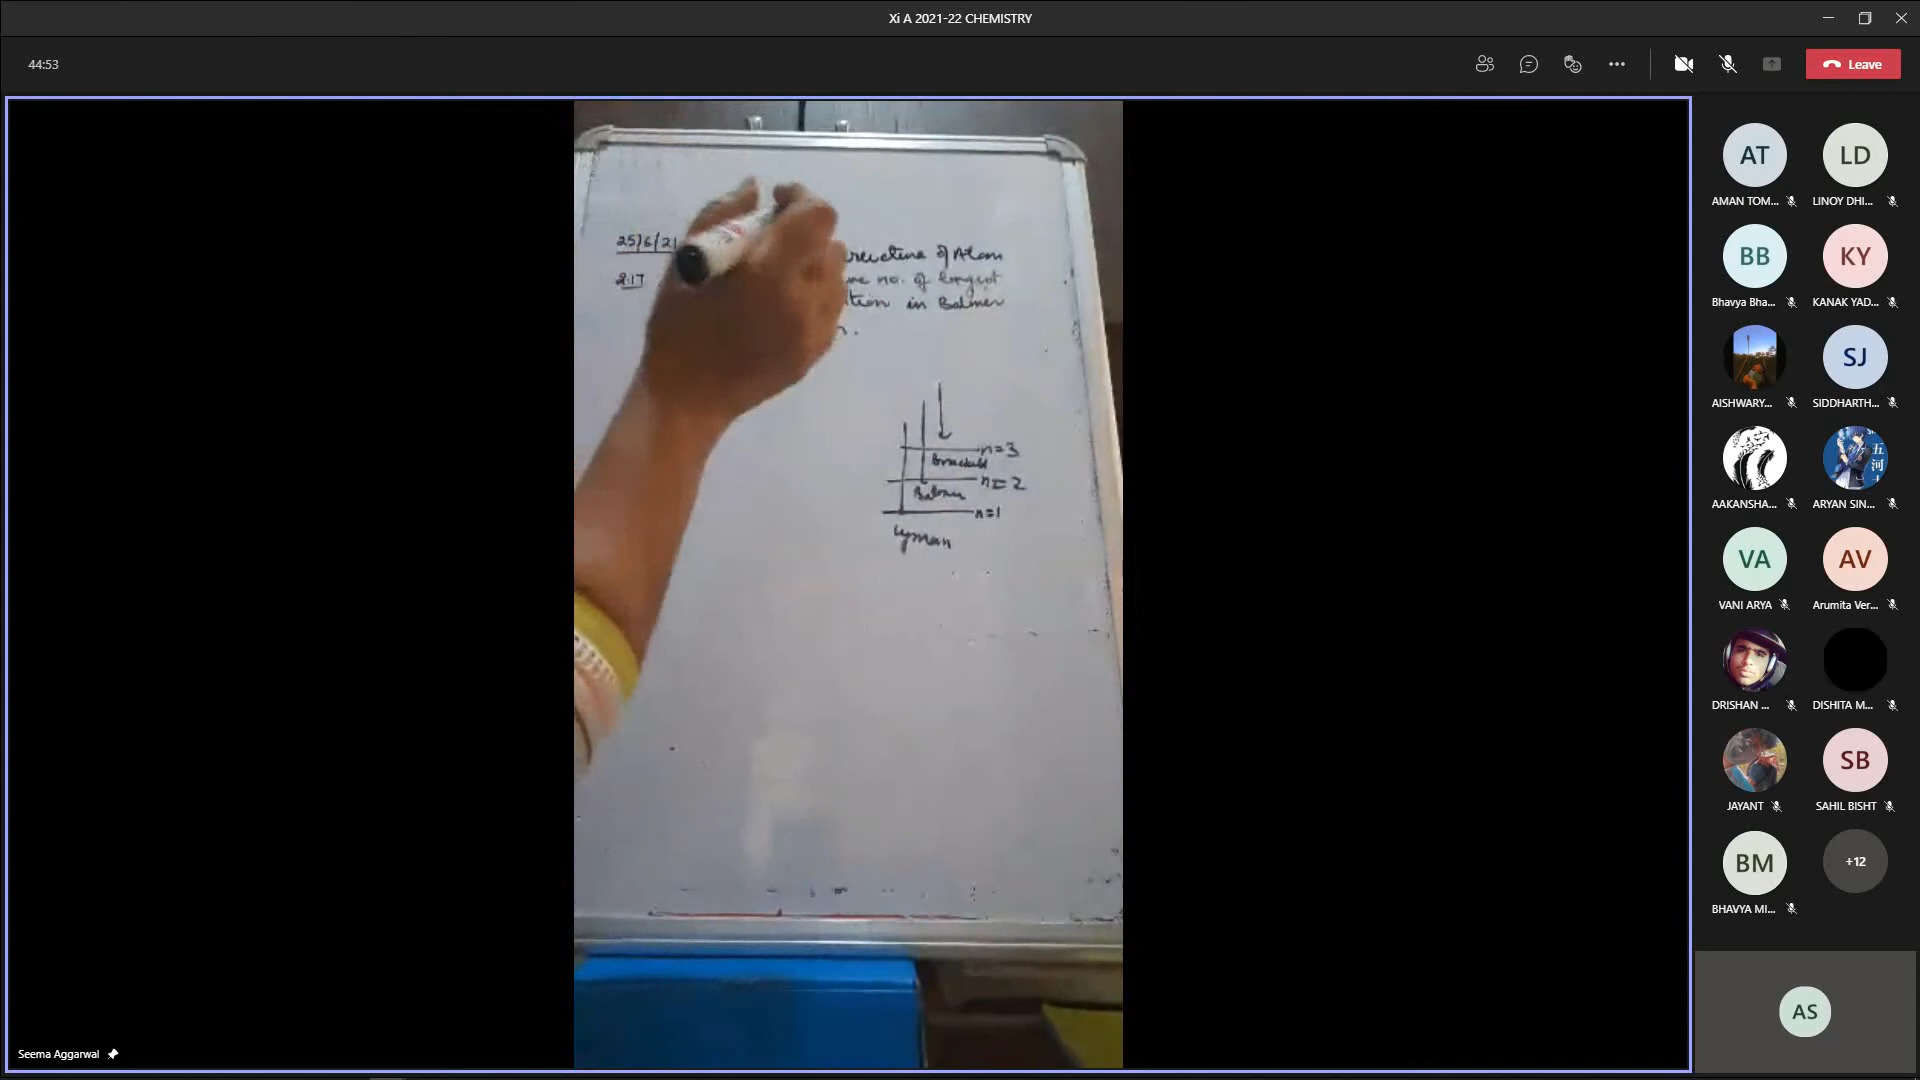 Xi A 2021-22 CHEMISTRY
44:53
Leave
25/6/21
structure of Atom
2.17
no. of longest
in Balmer
n=3
Brackett
n=2
Balmer
n=1
Lyman
AT
LD
AMAN TOM...
LINOY DHI...
BB
KY
Bhavya Bha...
KANAK YAD...
SJ
AISHWARY...
SIDDHARTH...
五
河
AAKANSHA...
ARYAN SIN...
VA
AV
VANI ARYA
Arumita Ver...
DRISHAN ...
DISHITA M...
SB
JAYANT
SAHIL BISHT
BM
+12
BHAVYA MI...
AS
Seema Aggarwal